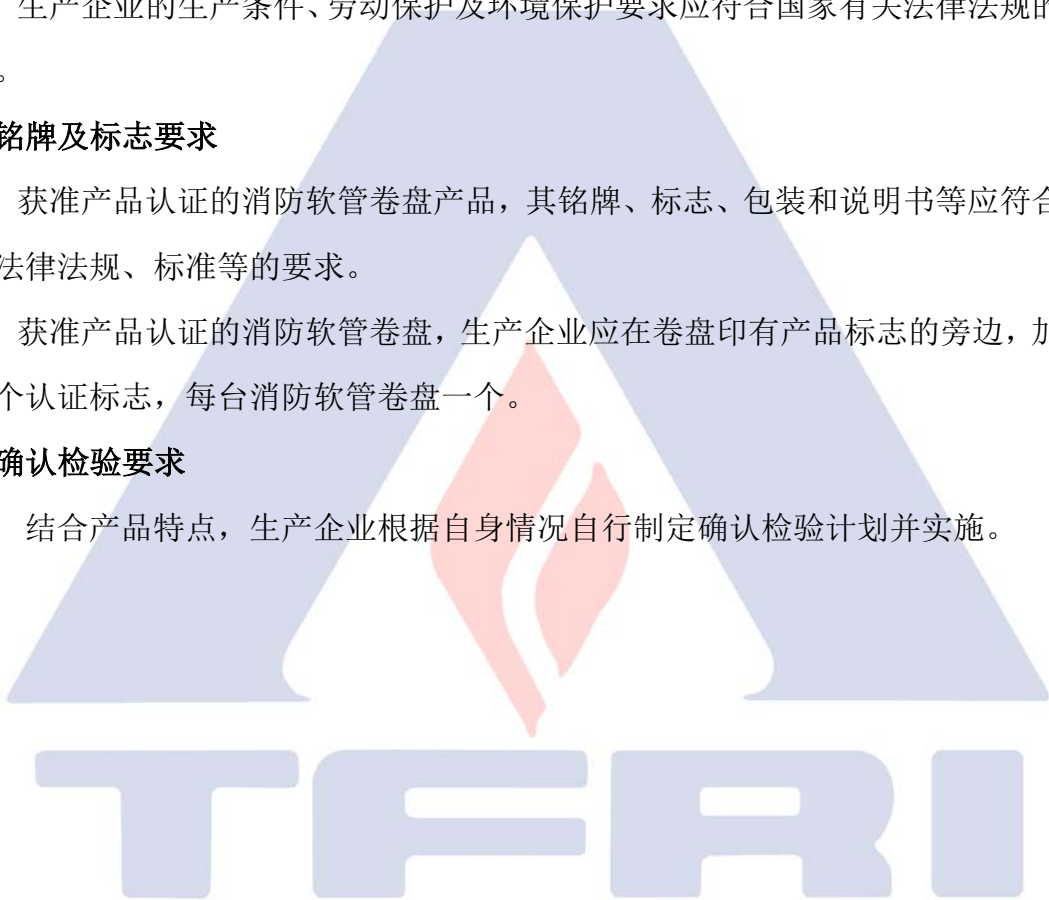 生产企业的生产条件、劳动保护及环境保护要求应符合国家有关法律法规的
。
铭牌及标志要求
获准产品认证的消防软管卷盘产品，其铭牌、标志、包装和说明书等应符合
法律法规、标准等的要求。
获准产品认证的消防软管卷盘，生产企业应在卷盘印有产品标志的旁边，加
个认证标志，每台消防软管卷盘一个。
确认检验要求
结合产品特点，生产企业根据自身情况自行制定确认检验计划并实施。
TFRI